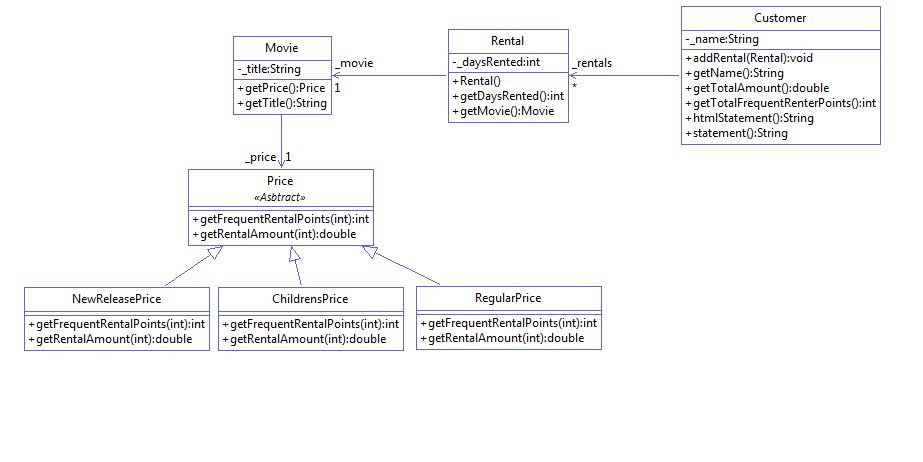 Customer
-_name:String
+addRental(Rental):void
+getName():String
+getTotalAmount():double
+getTotalFrequentRenterPoints():int
+htmlStatement():String
+statement():String
_rentals
*
Rental
-_daysRented:int
+Rental()
+getDaysRented():int
+getMovie():Movie
_movie
1
Movie
-_title:String
+getPrice():Price
+getTitle():String
_price 1
Price
«Asbtract»
+getFrequentRentalPoints(int):int
+getRentalAmount(int):double
NewReleasePrice
+getFrequentRentalPoints(int):int
+getRentalAmount(int):double
ChildrensPrice
+getFrequentRentalPoints(int):int
+getRentalAmount(int):double
RegularPrice
+getFrequentRentalPoints(int):int
+getRentalAmount(int):double